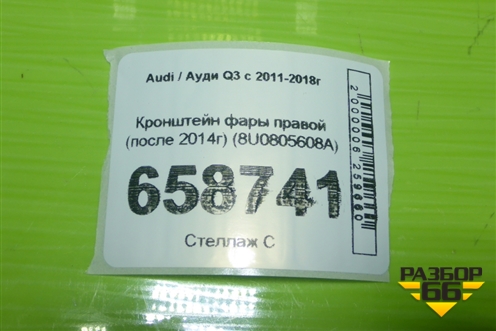 Audi / Ауди Q3 с 2011-2018г
Кронштейн фары правой
(после 2014г) (8U0805608A)
658741
Стеллаж С
2000006259660
РАЗБОР
66